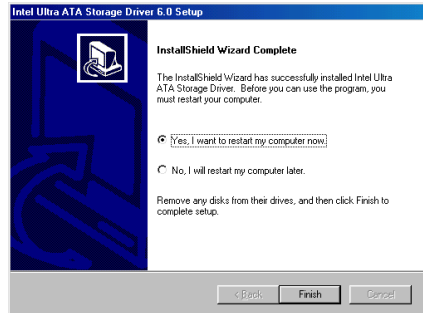 Intel Ultra ATA Storage Driver 6.0 Setup
InstallShield Wizard Complete
The InstallShield Wizard has successfully installed Intel Ultra
ATA Storage Driver. Before you can use the program, you
must restart your computer.
Yes, I want to restart my computer now.
No, I will restart my computer later.
Remove any disks from their drives, and then click Finish to
complete setup.
< Back
Finish
Cancel